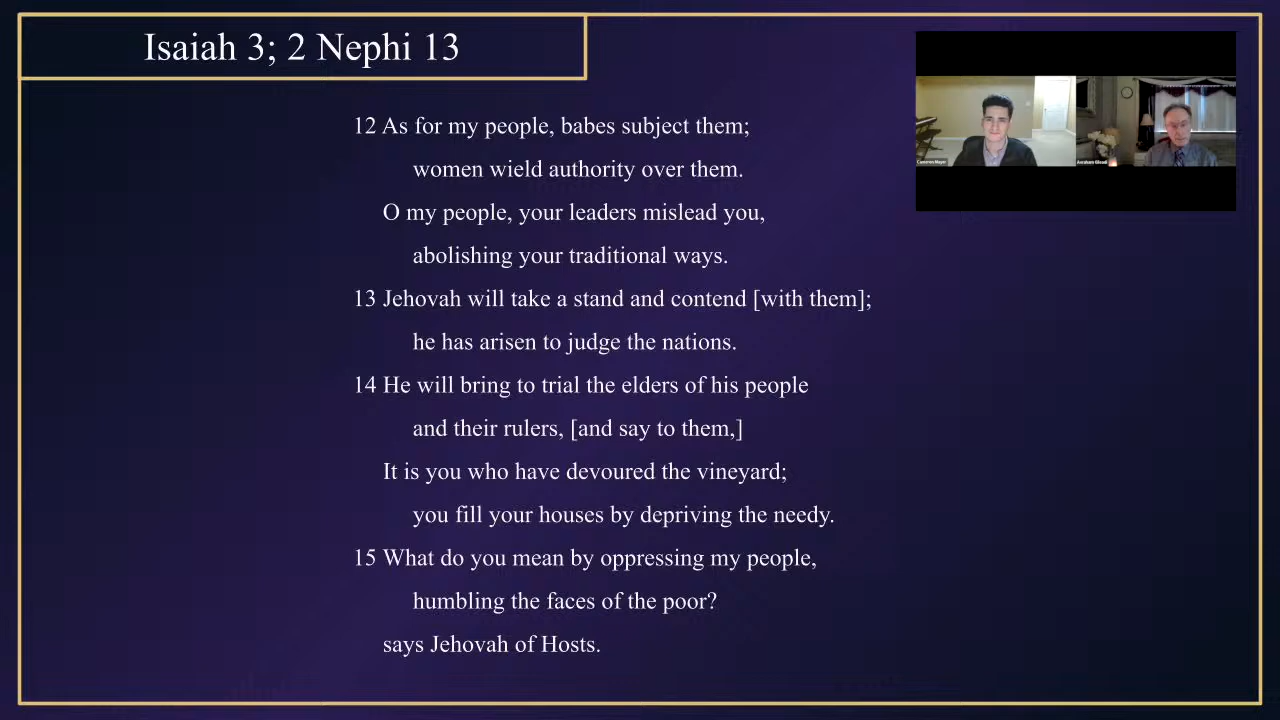 Isaiah 3; 2 Nephi 13
12 As for my people, babes subject them;
women wield authority over them.
O my people, your leaders mislead you,
abolishing your traditional ways.
13 Jehovah will take a stand and contend [with them];
he has arisen to judge the nations.
14 He will bring to trial the elders of his people
and their rulers, [and say to them,]
It is you who have devoured the vineyard;
you fill your houses by depriving the needy.
15 What do you mean by oppressing my people,
humbling the faces of the poor?
says Jehovah of Hosts.
Cameron Mayer
Avraham Gileadi